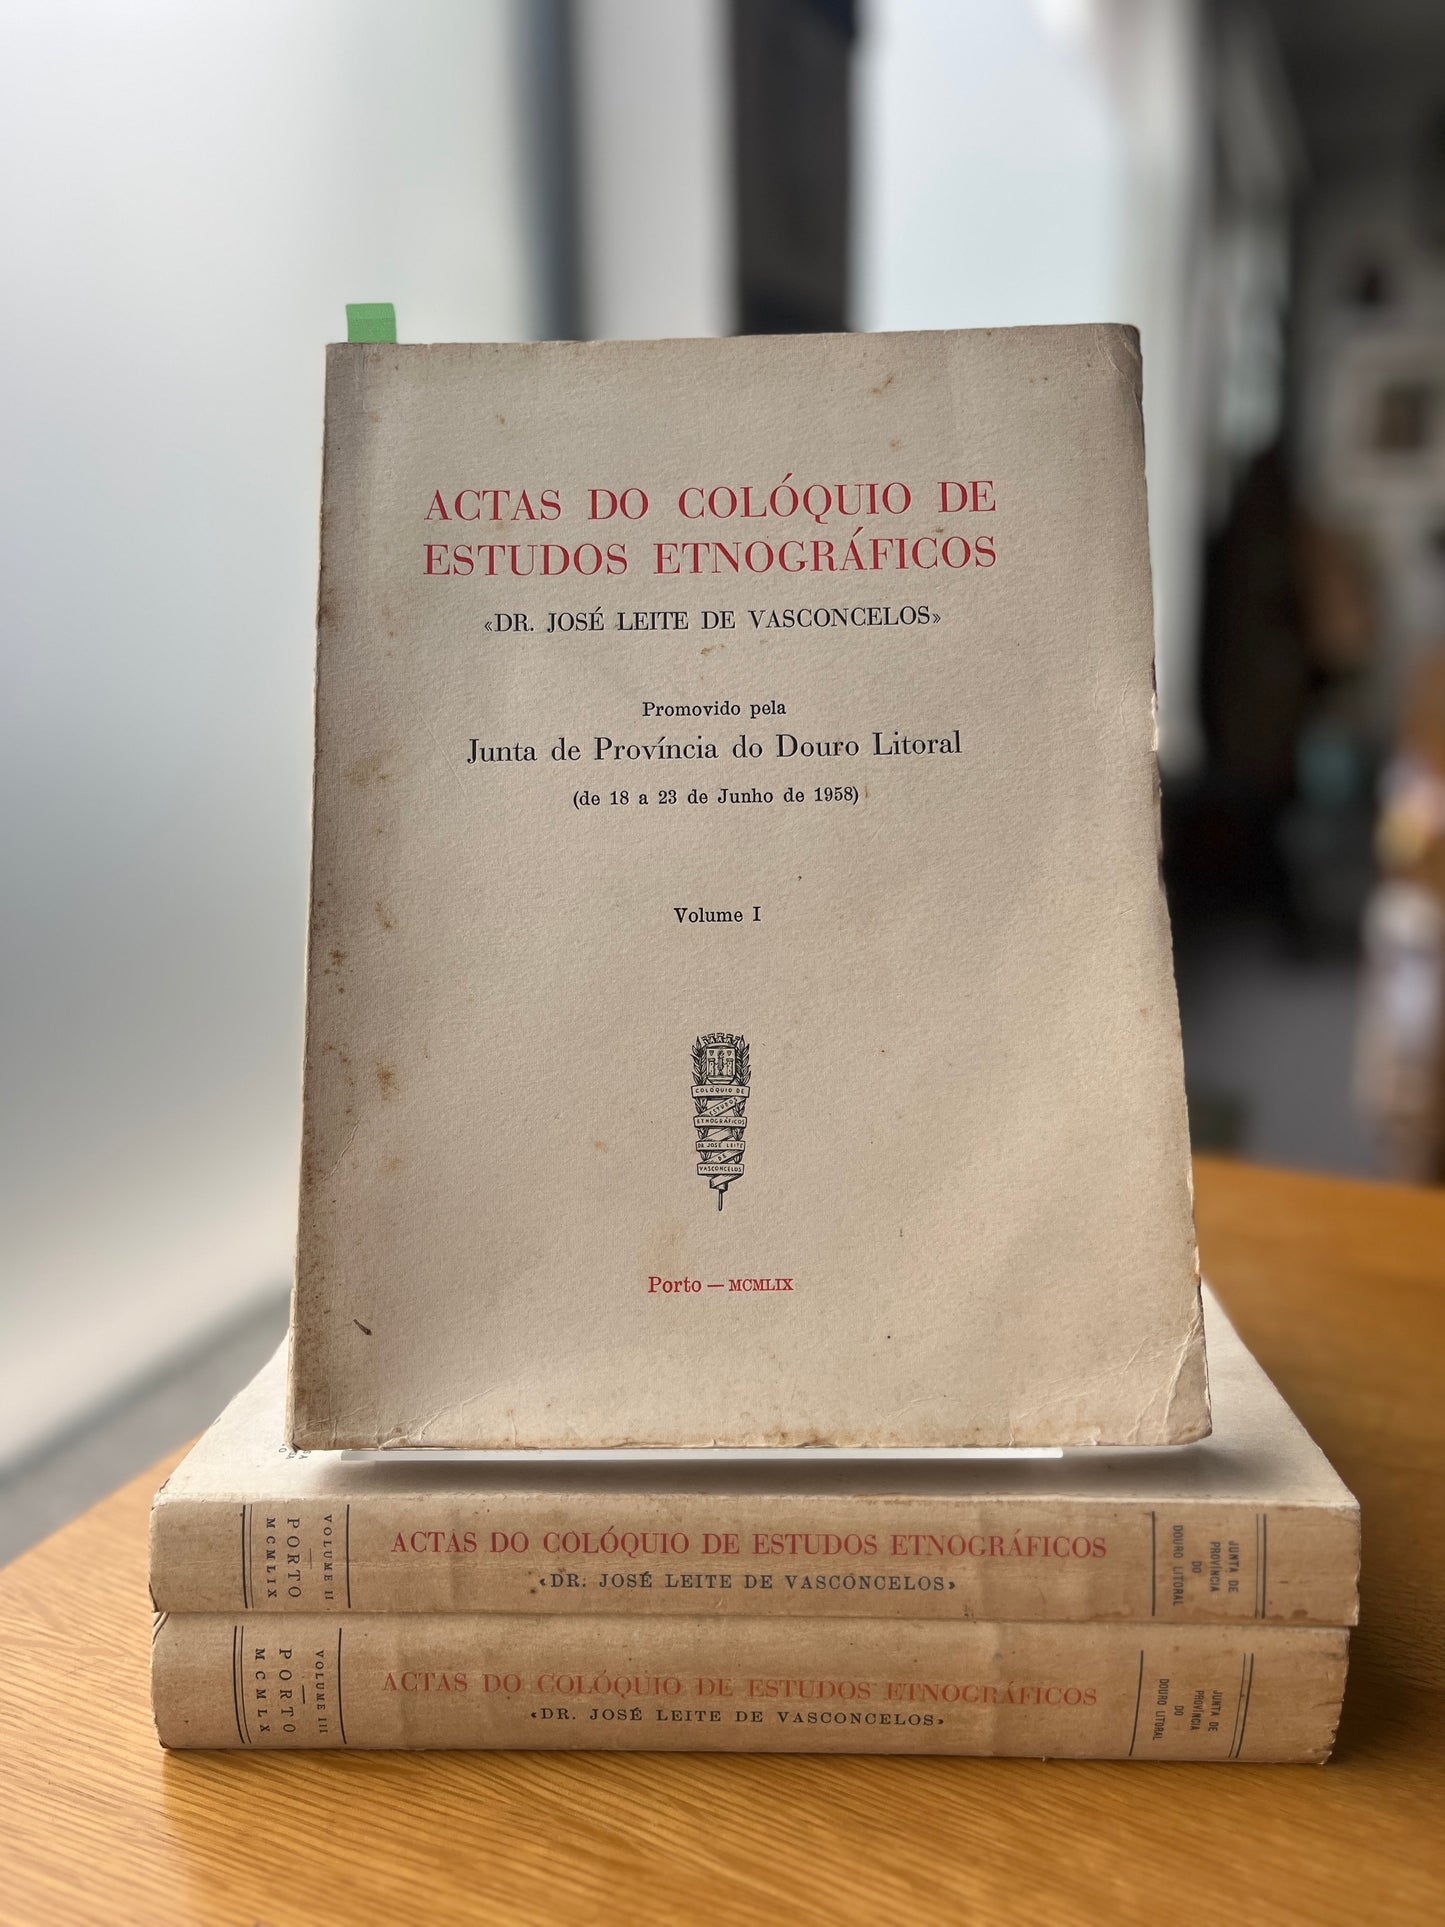 ACTAS DO COLÓQUIO DE
ESTUDOS ETNOGRÁFICOS
«DR. JOSÉ LEITE DE VASCONCELOS»
Promovido pela
Junta de Província do Douro Litoral
(de 18 a 23 de Junho de 1958)
Volume I
COLÓQUIO DE
ESTUDOS
ETNOGRÁFICOS
DR JOSÉ LEITE
DE
VASCONCELOS
Porto — MCMLIX
VOLUME II
PORTO
MCMLIX
ACTAS DO COLÓQUIO DE ESTUDOS ETNOGRÁFICOS
«DR. JOSÉ LEITE DE VASCONCELOS»
JUNTA DE
PROVÍNCIA
DO
DOURO LITORAL
VOLUME III
PORTO
MCMLX
ACTAS DO COLÓQUIO DE ESTUDOS ETNOGRÁFICOS
«DR. JOSÉ LEITE DE VASCONCELOS»
JUNTA DE
PROVÍNCIA
DO
DOURO LITORAL